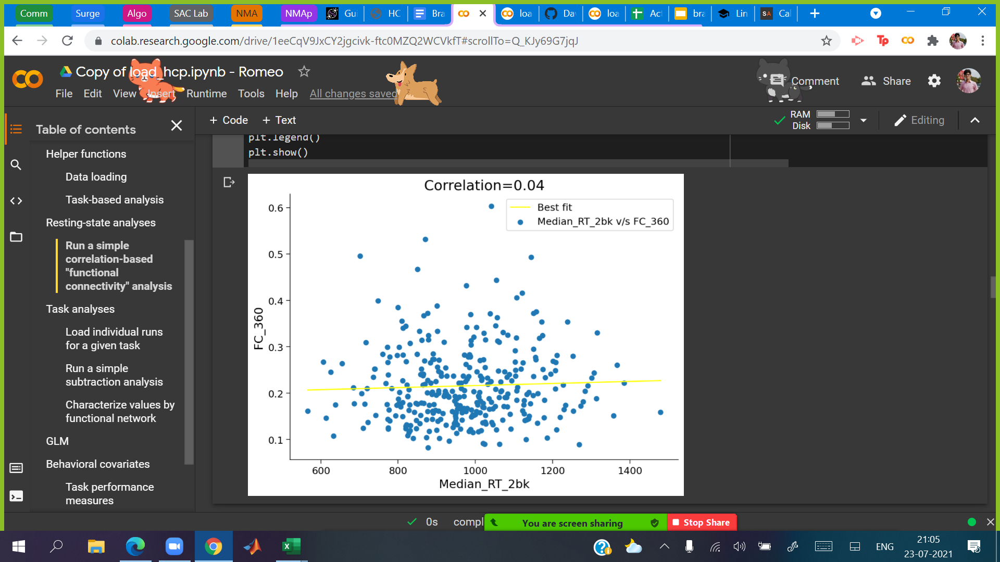 Comm Surge Algo SAC Lab NMA NMAp Gui HC Bra loa Da loa Act bra Lin SA Cal
colab.research.google.com/drive/1eeCqV9JxCY2jgcivk-ftc0MZQ2WCVkfT#scrollTo=Q_KJy69G7jqJ
Tp
Copy of load_hcp.ipynb - Romeo
Comment Share
File Edit View Insert Runtime Tools Help All changes saved
+ Code + Text
RAM
Disk
Editing
Table of contents
Helper functions
Data loading
Task-based analysis
Resting-state analyses
Run a simple
correlation-based
"functional
connectivity" analysis
Task analyses
Load individual runs
for a given task
Run a simple
subtraction analysis
Characterize values by
functional network
GLM
Behavioral covariates
Task performance
measures
plt.legend()
plt.show()
Correlation=0.04
Best fit
Median_RT_2bk v/s FC_360
0.6
0.5
0.4
0.3
0.2
0.1
FC_360
600 800 1000 1200 1400
Median_RT_2bk
0s compl
You are screen sharing Stop Share
ENG
21:05
23-07-2021